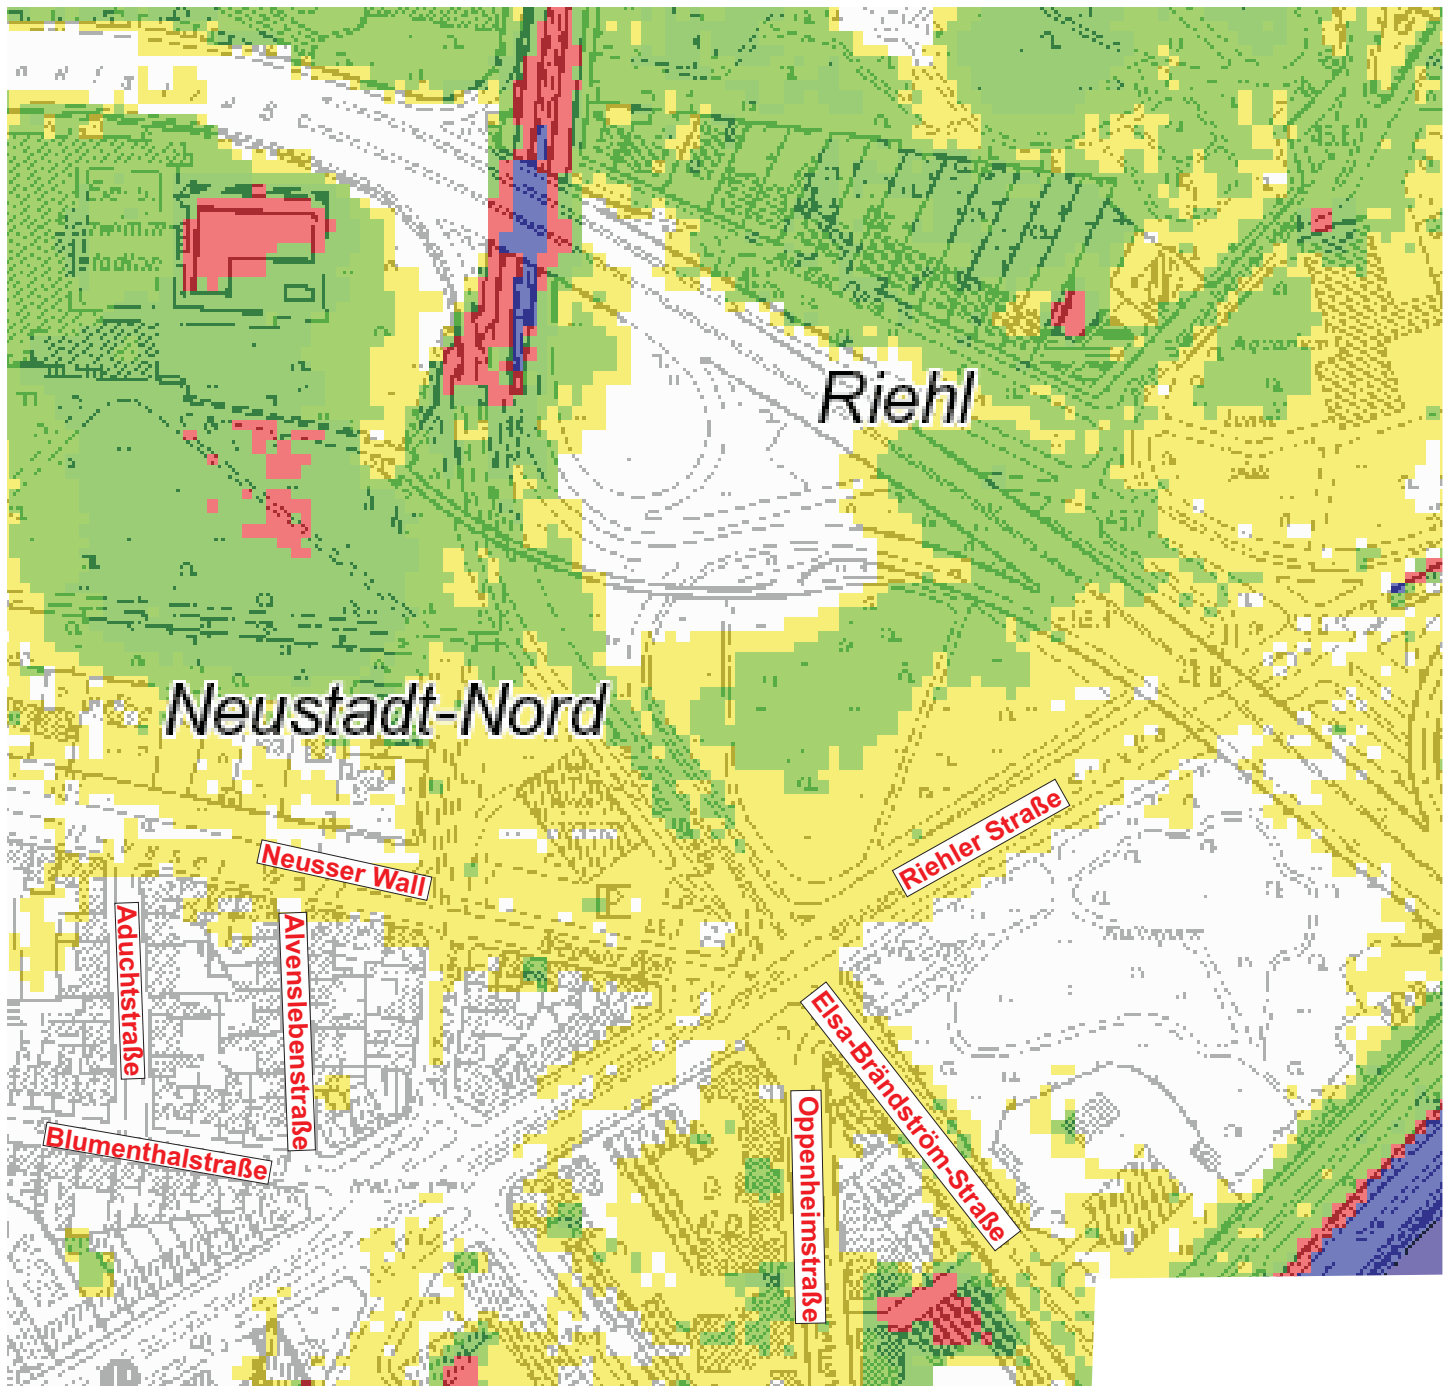 Riehl
Neustadt-Nord
Riehler Straße
Neusser Wall
Aduchtstraße
Alvenslebenstraße
Elsa-Brändström-Straße
Oppenheimstraße
Blumenthalstraße